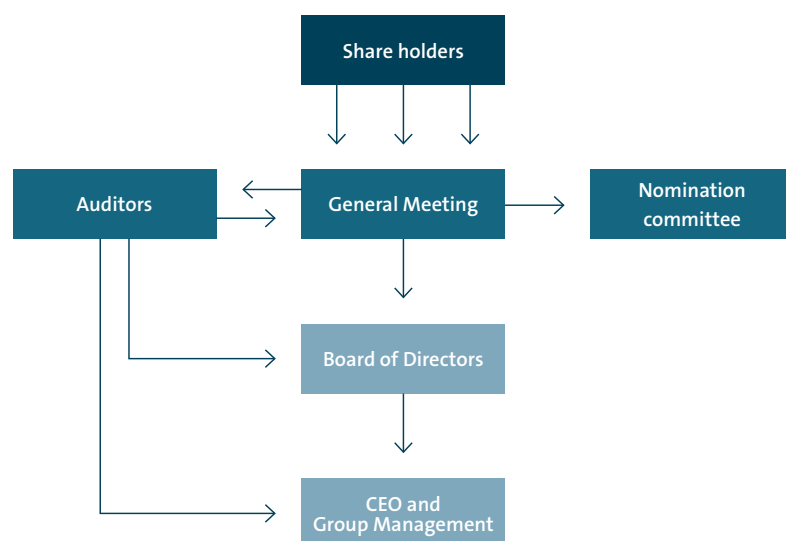 Share holders
Auditors
General Meeting
Nomination
committee
Board of Directors
CEO and
Group Management